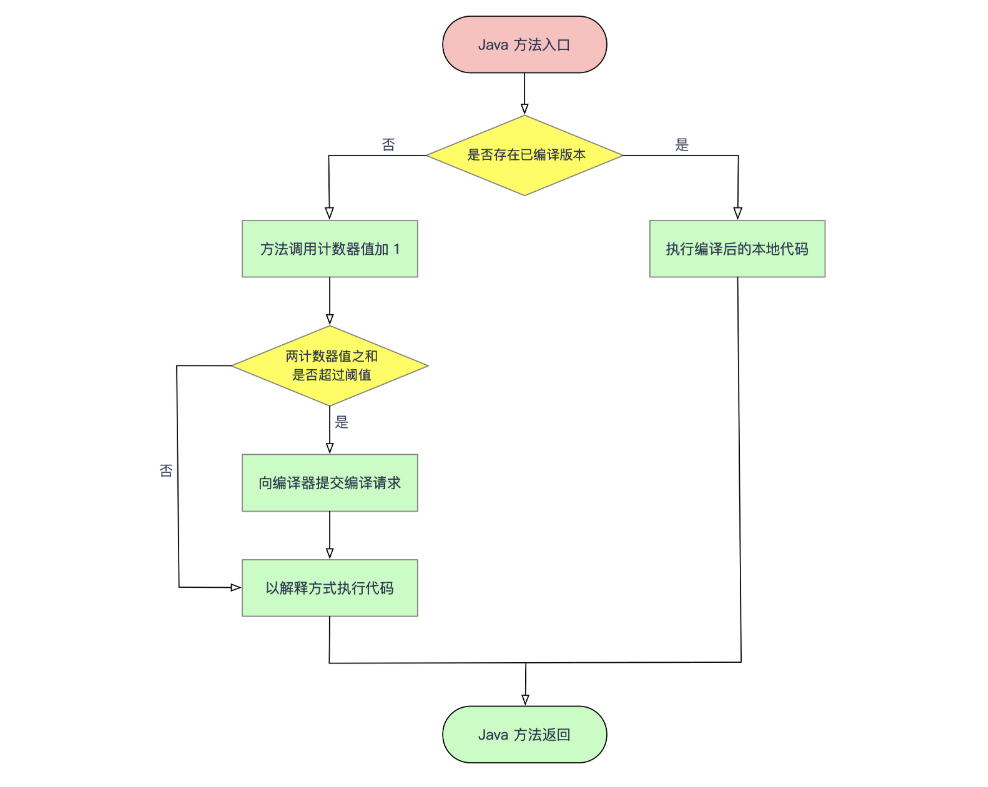 Java 方法入口
是否存在已编译版本
否
是
方法调用计数器值加 1
执行编译后的本地代码
两计数器值之和
是否超过阈值
是
否
向编译器提交编译请求
以解释方式执行代码
Java 方法返回